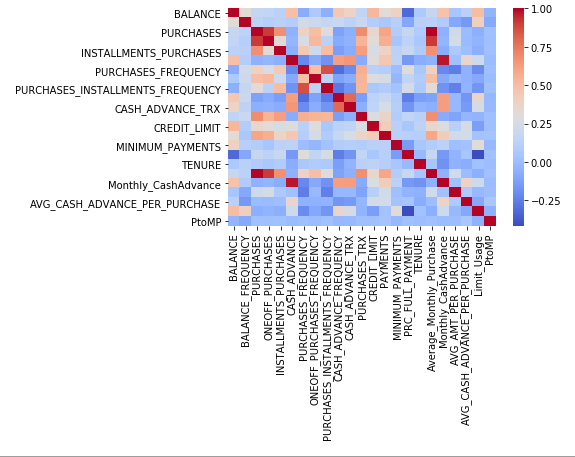 BALANCE
PURCHASES
INSTALLMENTS_PURCHASES
PURCHASES_FREQUENCY
PURCHASES_INSTALLMENTS_FREQUENCY
CASH_ADVANCE_TRX
CREDIT_LIMIT
MINIMUM_PAYMENTS
TENURE
Monthly_CashAdvance
AVG_CASH_ADVANCE_PER_PURCHASE
PtoMP
BALANCE
BALANCE_FREQUENCY
PURCHASES
ONEOFF_PURCHASES
INSTALLMENTS_PURCHASES
CASH_ADVANCE
PURCHASES_FREQUENCY
ONEOFF_PURCHASES_FREQUENCY
PURCHASES_INSTALLMENTS_FREQUENCY
CASH_ADVANCE_FREQUENCY
CASH_ADVANCE_TRX
PURCHASES_TRX
CREDIT_LIMIT
PAYMENTS
MINIMUM_PAYMENTS
PRC_FULL_PAYMENT
TENURE
Average_Monthly_Purchase
Monthly_CashAdvance
AVG_AMT_PER_PURCHASE
AVG_CASH_ADVANCE_PER_PURCHASE
Limit_Usage
PtoMP
1.00
0.75
0.50
0.25
0.00
−0.25